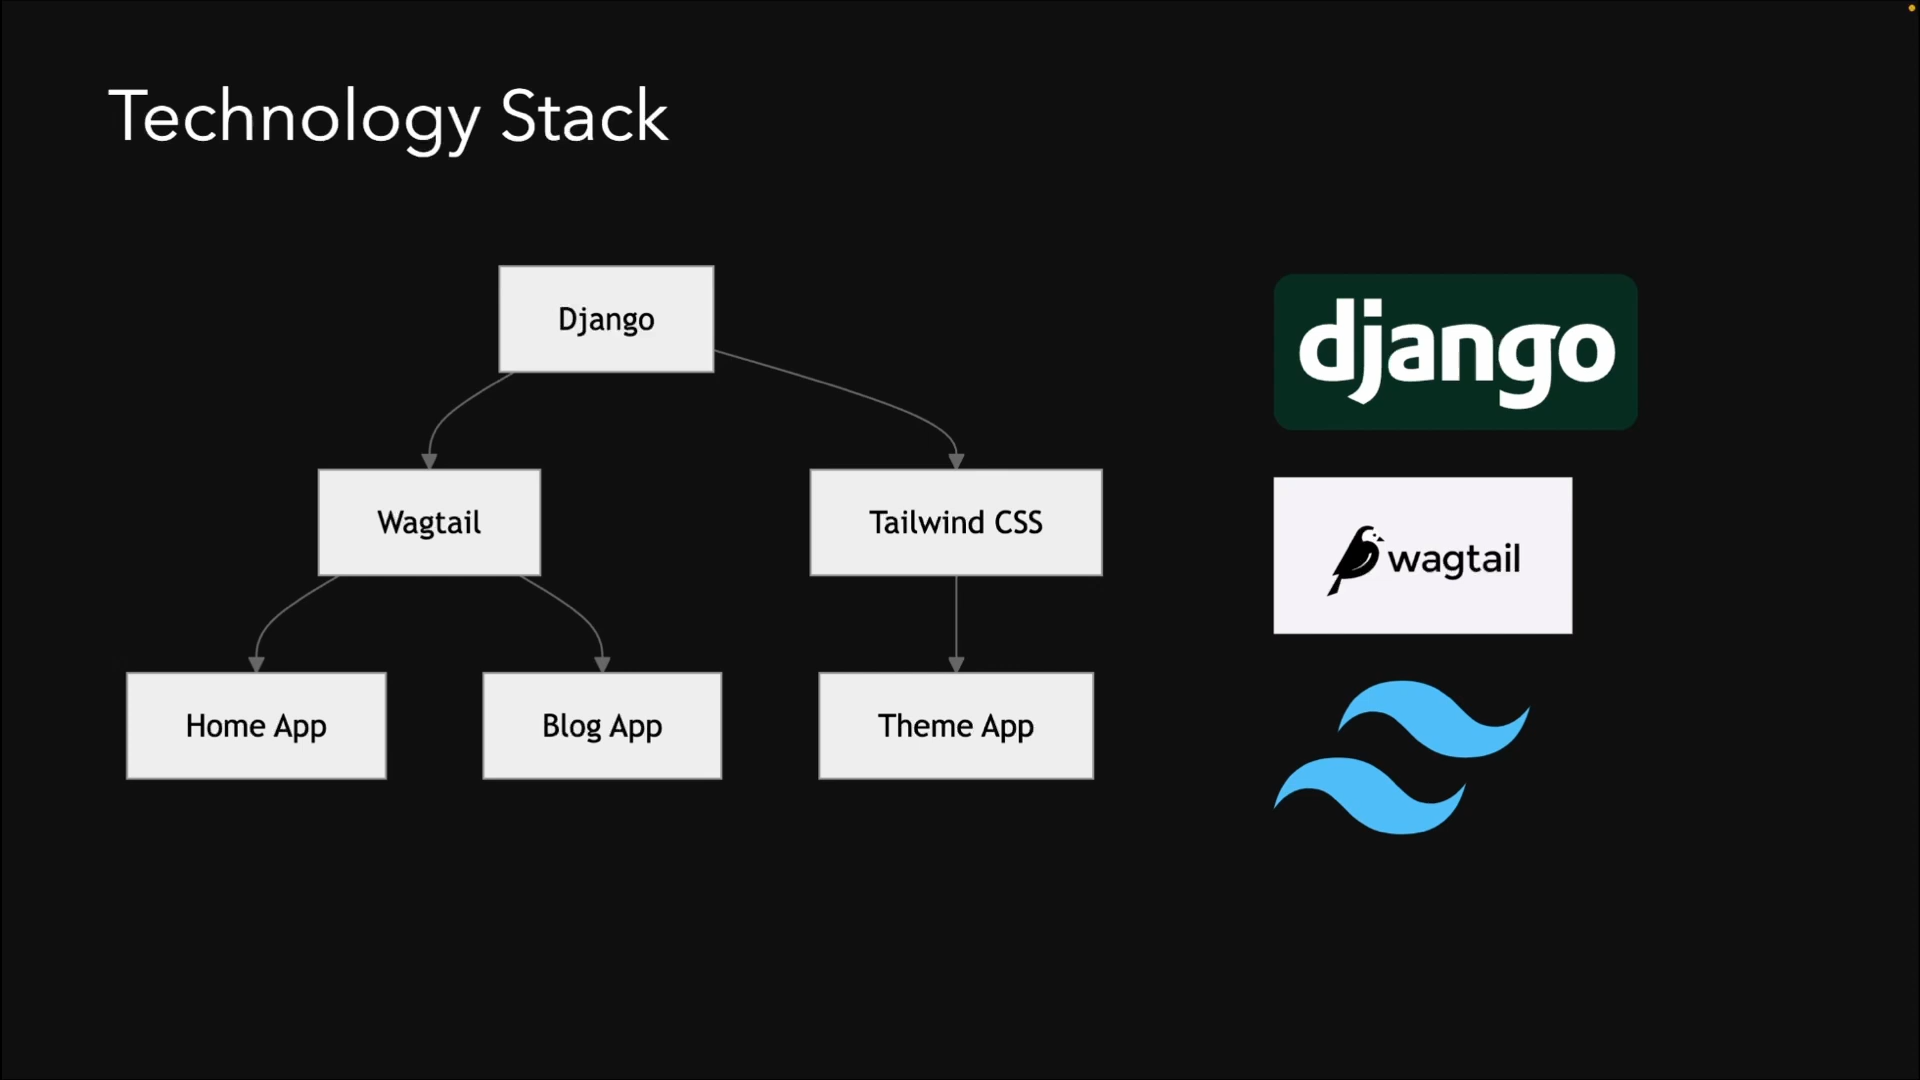 Technology Stack
Django
Wagtail
Tailwind CSS
Home App
Blog App
Theme App
django
wagtail